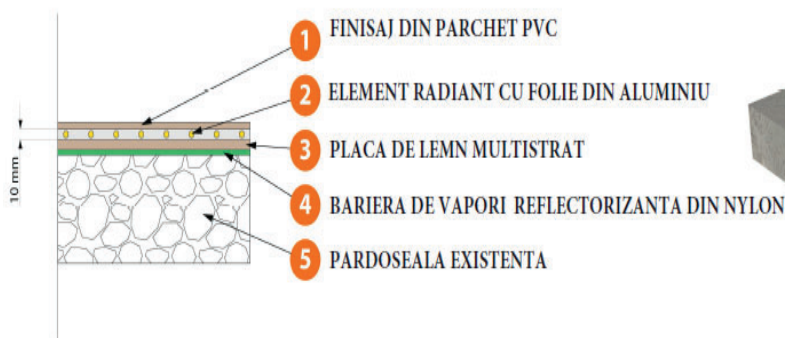 1 FINISAJ DIN PARCHET PVC
2 ELEMENT RADIANT CU FOLIE DIN ALUMINIU
3 PLACA DE LEMN MULTISTRAT
4 BARIERA DE VAPORI REFLECTORIZANTA DIN NYLON
5 PARDOSEALA EXISTENTA
10 mm